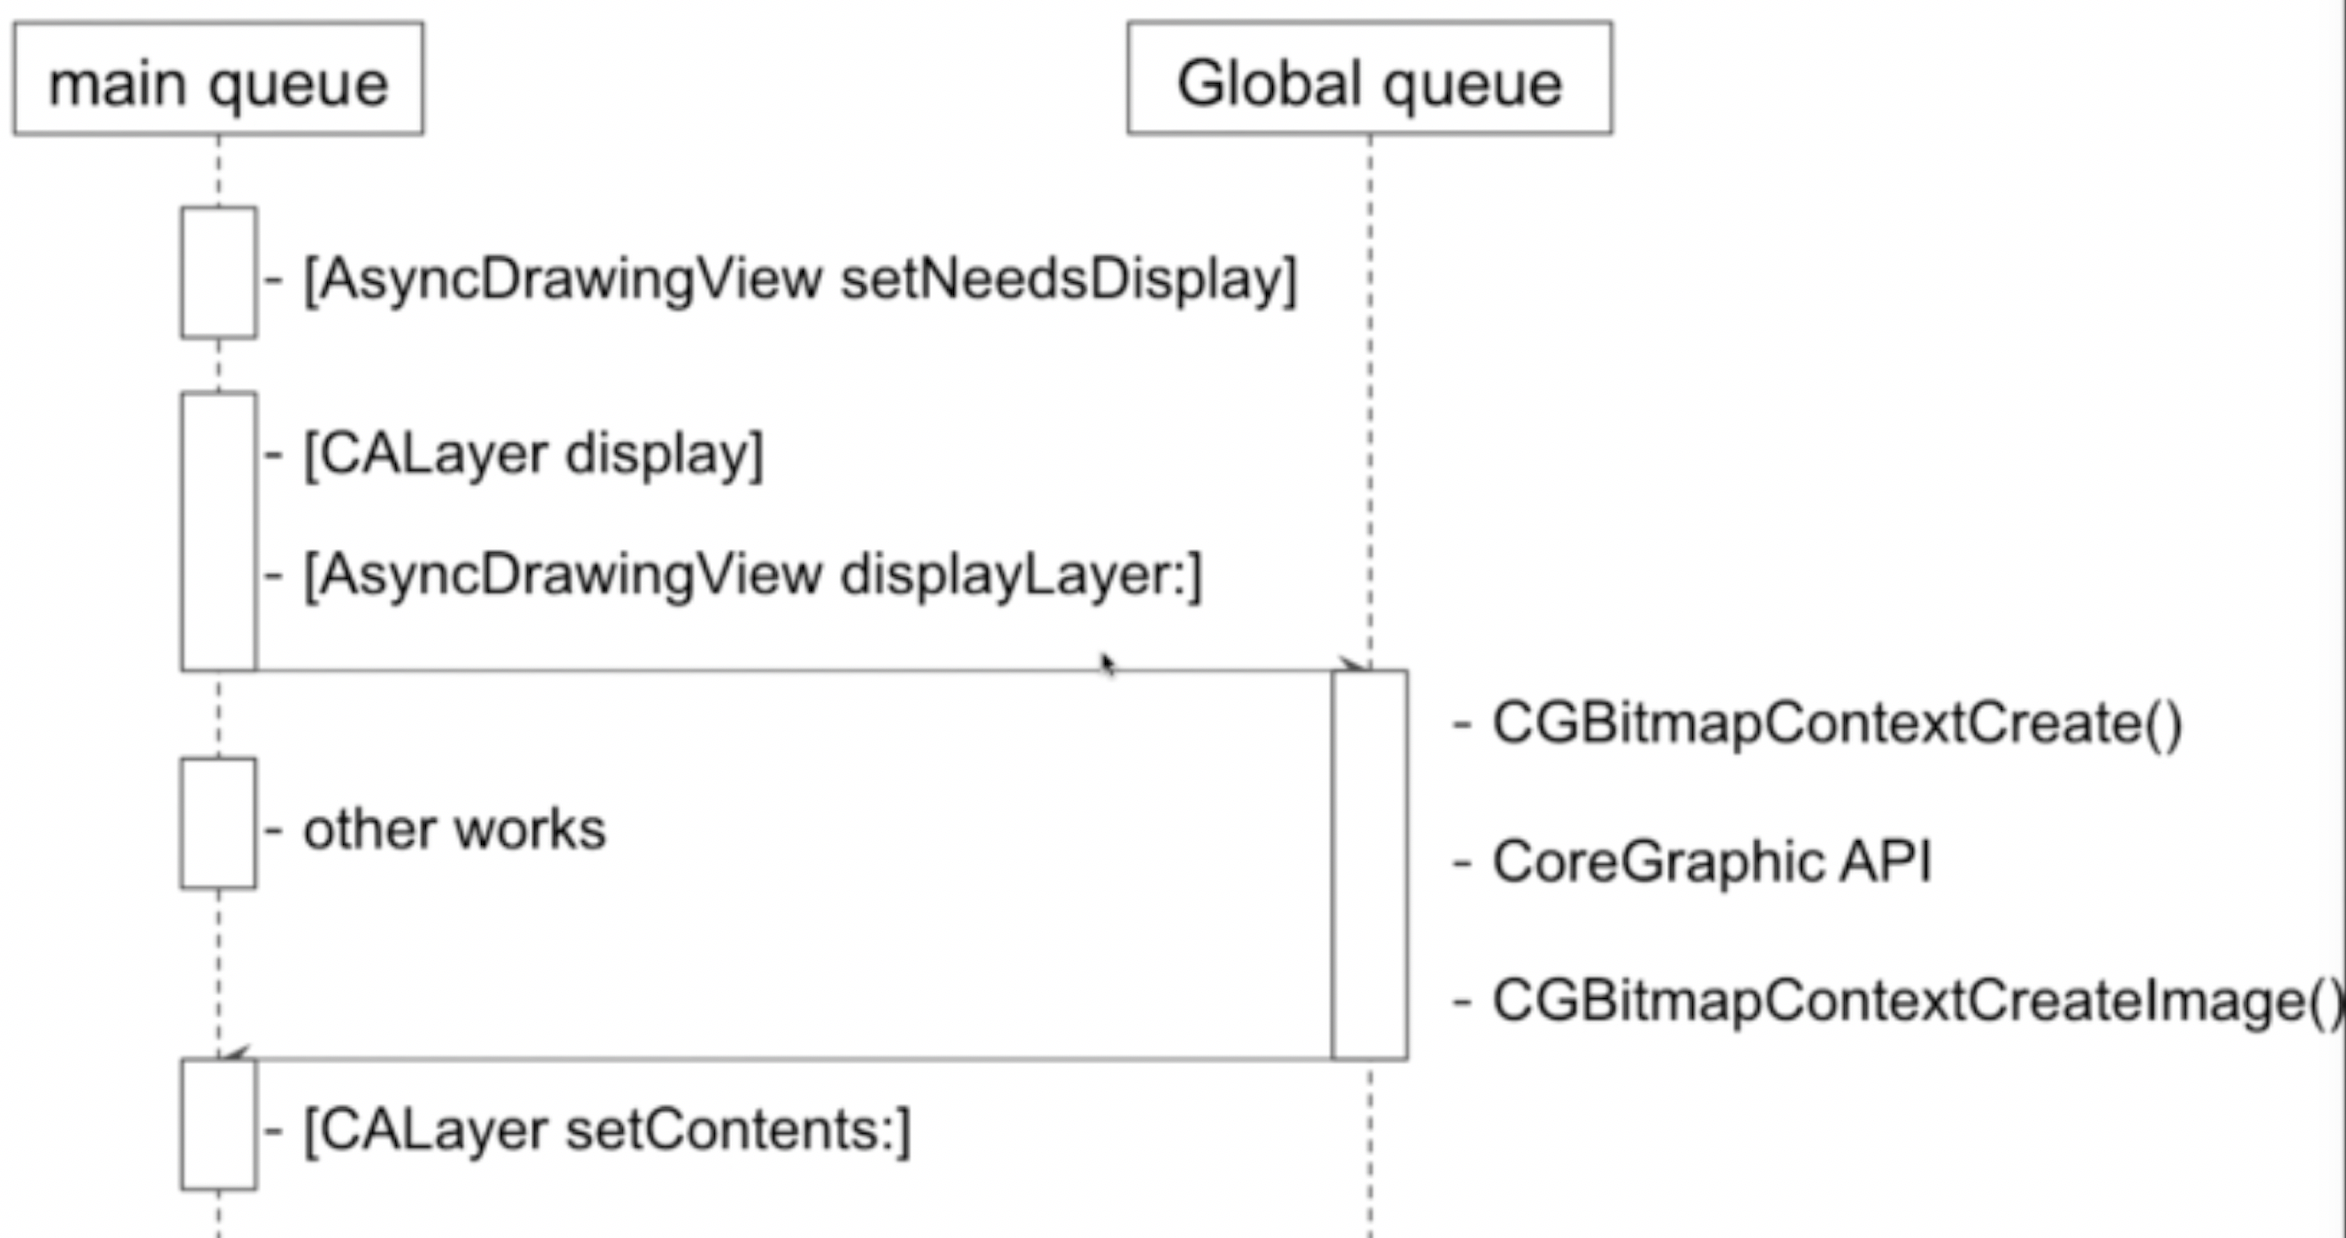 main queue
Global queue
- [AsyncDrawingView setNeedsDisplay]
- [CALayer display]
- [AsyncDrawingView displayLayer:]
- CGBitmapContextCreate()
- other works
- CoreGraphic API
- CGBitmapContextCreateImage()
- [CALayer setContents:]